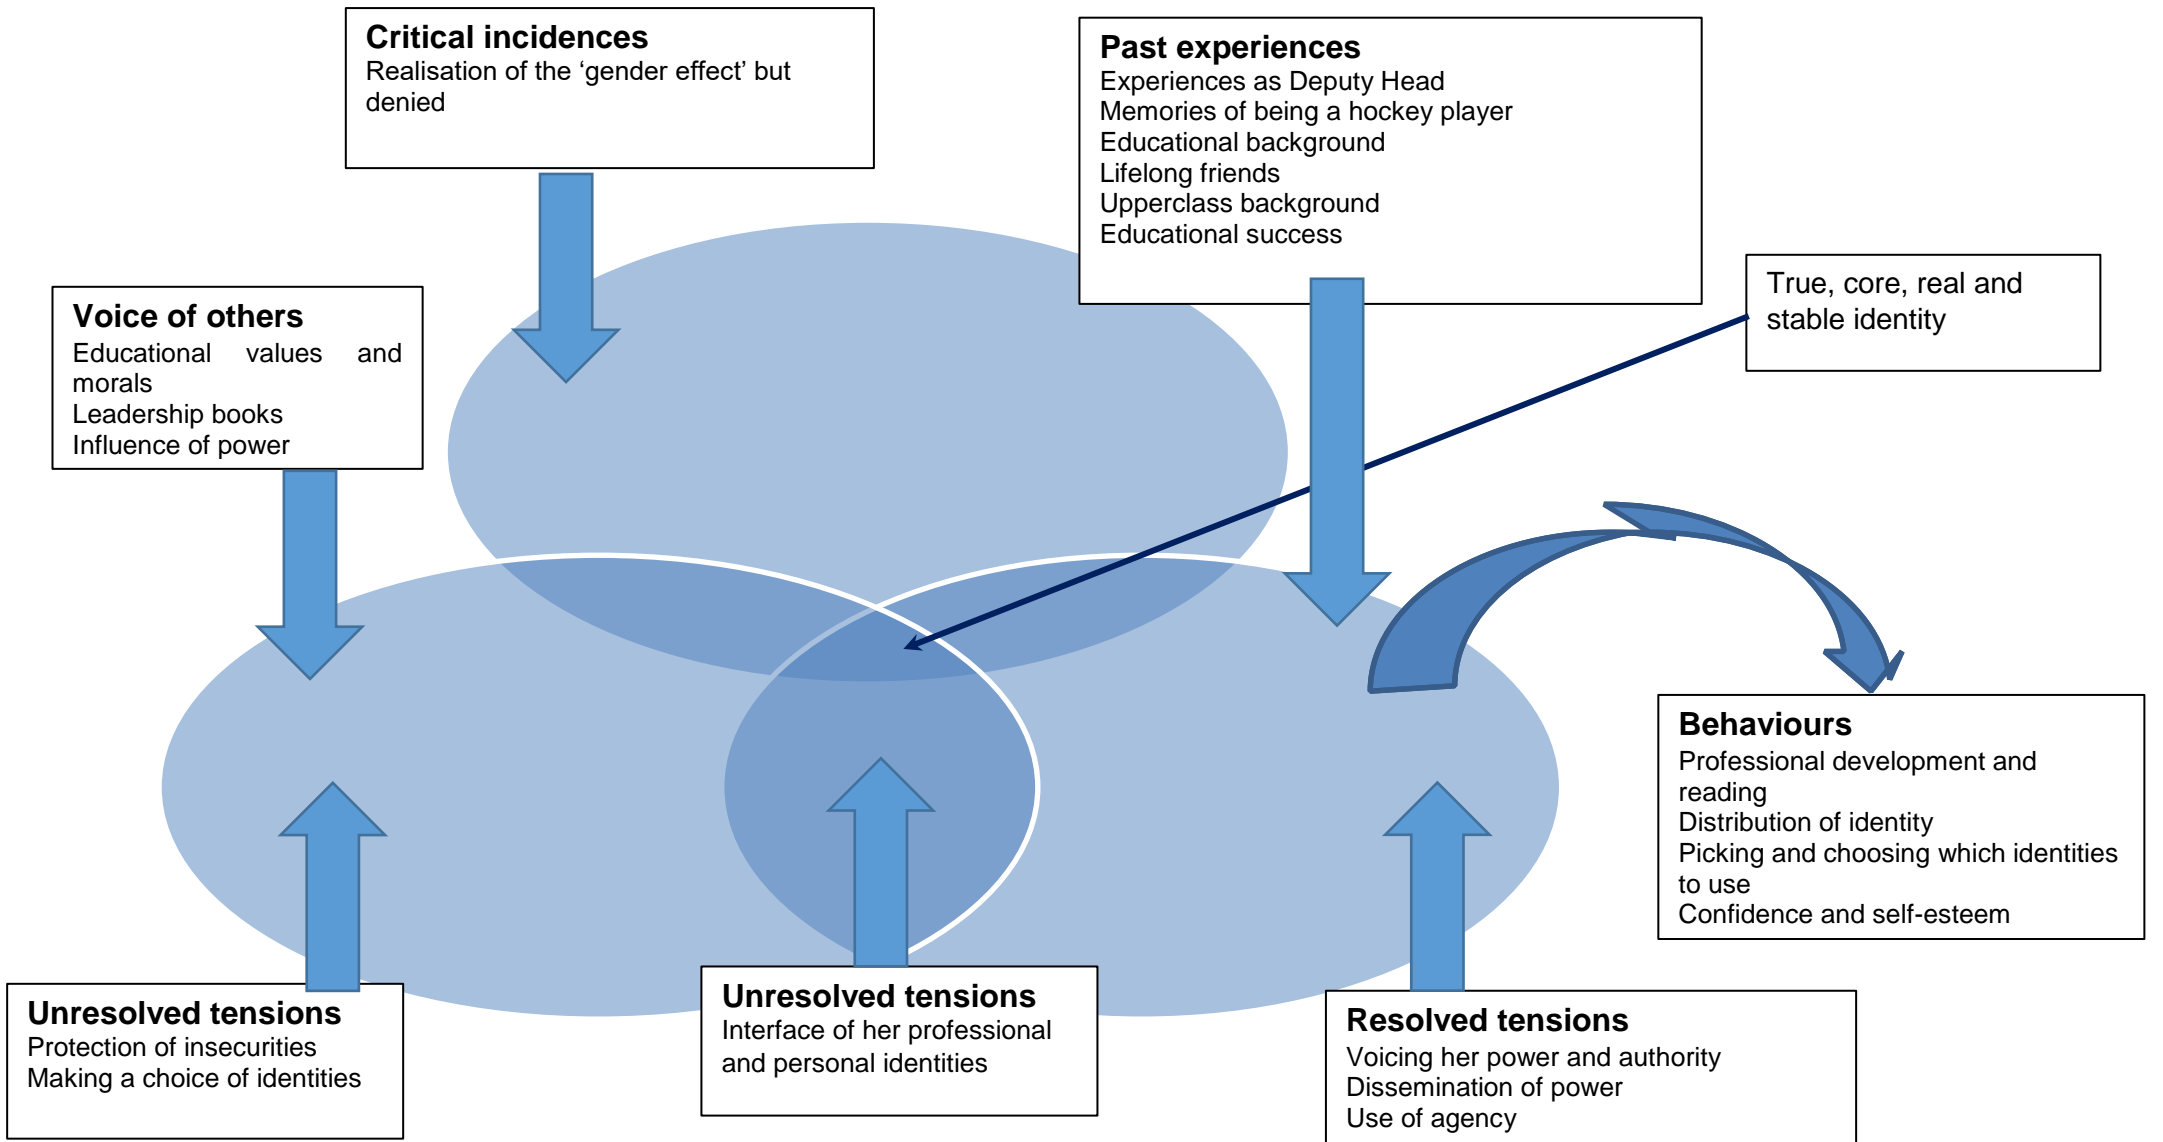 Critical incidences
Realisation of the ‘gender effect’ but
denied
Past experiences
Experiences as Deputy Head
Memories of being a hockey player
Educational background
Lifelong friends
Upperclass background
Educational success
True, core, real and
stable identity
Voice of others
Educational values and
morals
Leadership books
Influence of power
Behaviours
Professional development and
reading
Distribution of identity
Picking and choosing which identities
to use
Confidence and self-esteem
Unresolved tensions
Protection of insecurities
Making a choice of identities
Unresolved tensions
Interface of her professional
and personal identities
Resolved tensions
Voicing her power and authority
Dissemination of power
Use of agency